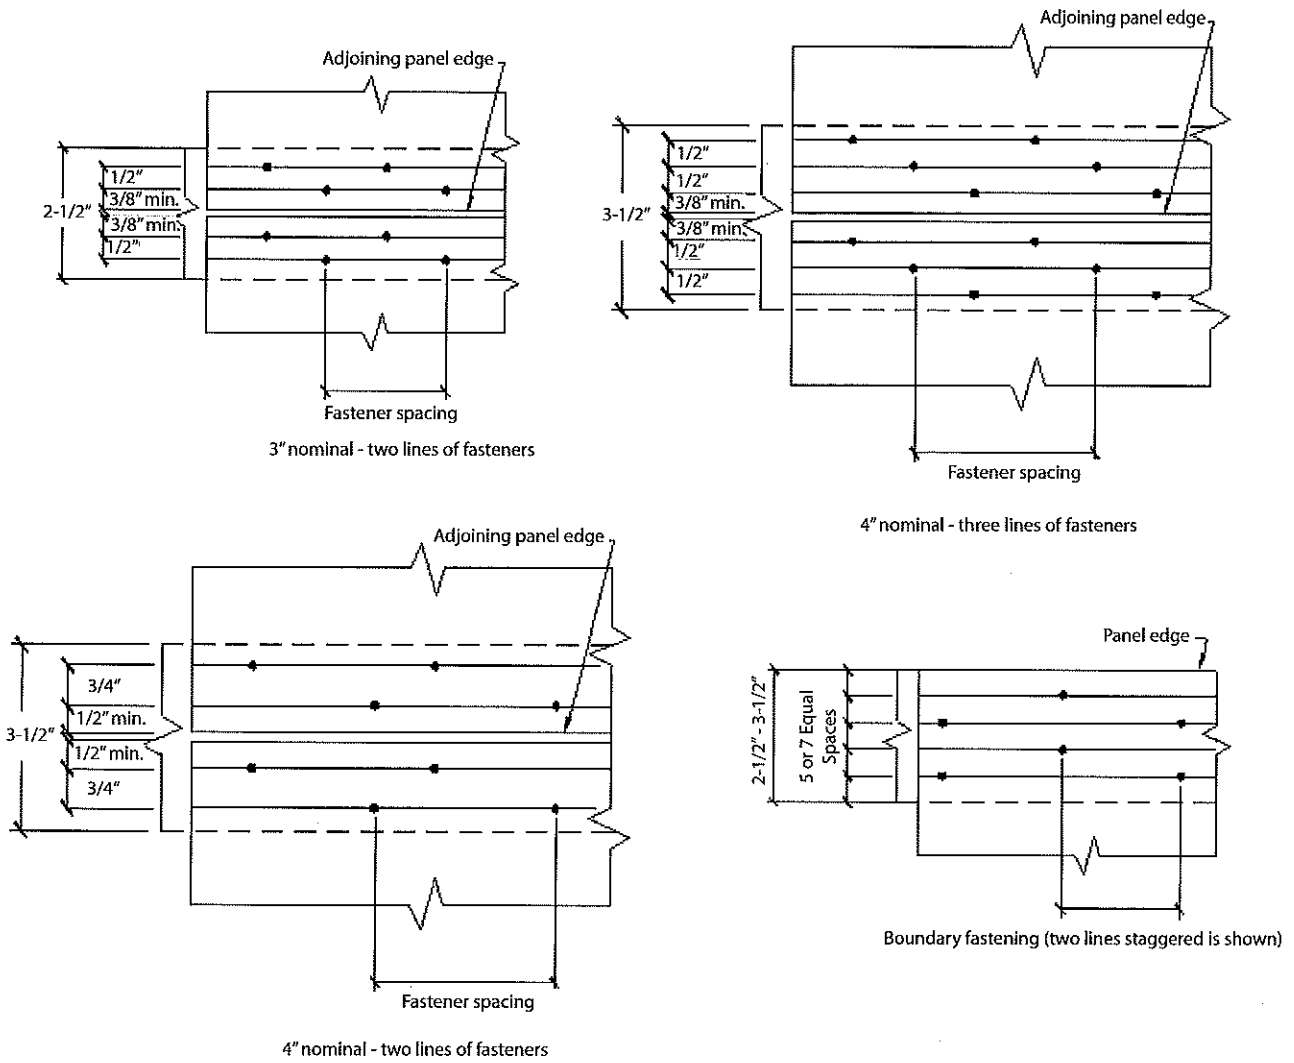 Adjoining panel edge
2-1/2"
1/2"
3/8" min.
3/8" min.
1/2"
Fastener spacing
3" nominal - two lines of fasteners
Adjoining panel edge
3-1/2"
1/2"
1/2"
3/8" min.
3/8" min.
1/2"
1/2"
Fastener spacing
4" nominal - three lines of fasteners
Adjoining panel edge
3-1/2"
3/4"
1/2" min.
1/2" min.
3/4"
Fastener spacing
4" nominal - two lines of fasteners
Panel edge
2-1/2" - 3-1/2"
5 or 7 Equal
Spaces
Boundary fastening (two lines staggered is shown)